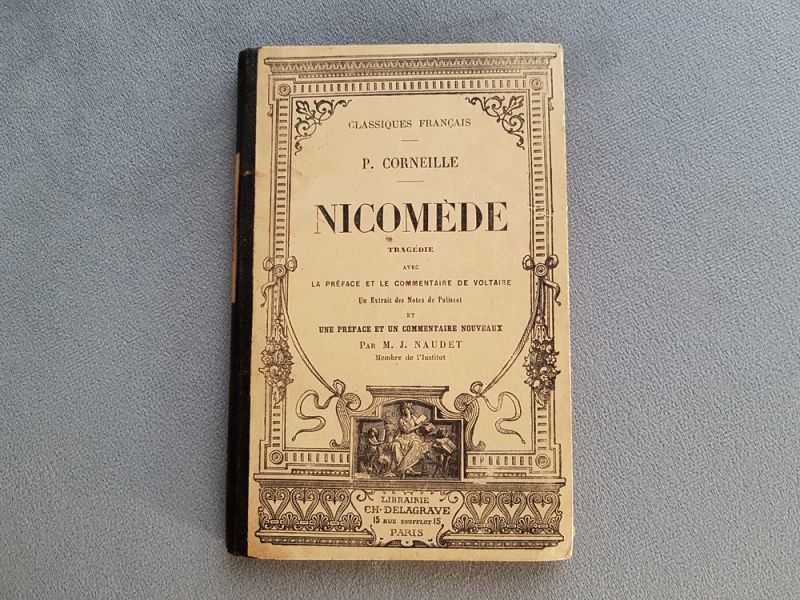 CLASSIQUES FRANÇAIS
P. CORNEILLE
NICOMÈDE
TRAGÉDIE
AVEC
LA PRÉFACE ET LE COMMENTAIRE DE VOLTAIRE
Un Extrait des Notes de Palissot
ET
UNE PRÉFACE ET UN COMMENTAIRE NOUVEAUX
PAR M. J. NAUDET
Membre de l'Institut
LIBRAIRIE
CH. DELAGRAVE
15 RUE SOUFFLOT 15
PARIS